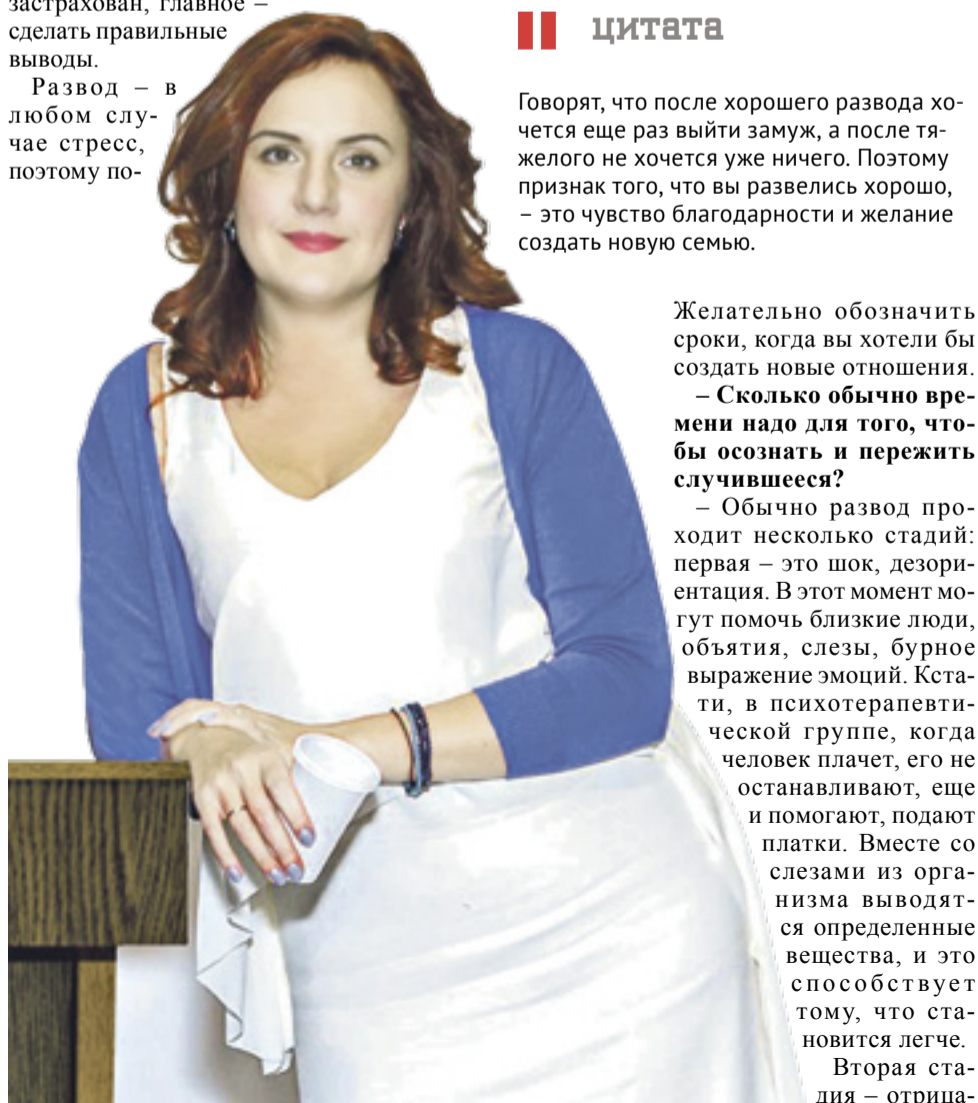 застрахован, главное –
сделать правильные
выводы.
Развод – в
любом слу-
чае стресс,
поэтому по-
цитата
Говорят, что после хорошего развода хо-
чется еще раз выйти замуж, а после тя-
желого не хочется уже ничего. Поэтому
признак того, что вы развелись хорошо,
– это чувство благодарности и желание
создать новую семью.
Желательно обозначить
сроки, когда вы хотели бы
создать новые отношения.
– Сколько обычно вре-
мени надо для того, что-
бы осознать и пережить
случившееся?
– Обычно развод про-
ходит несколько стадий:
первая – это шок, дезори-
ентация. В этот момент мо-
гут помочь близкие люди,
объятия, слезы, бурное
выражение эмоций. Кста-
ти, в психотерапевти-
ческой группе, когда
человек плачет, его не
останавливают, еще
и помогают, подают
платки. Вместе со
слезами из орга-
низма выводят-
ся определенные
вещества, и это
способствует
тому, что ста-
новится легче.
Вторая ста-
дия – отрица-